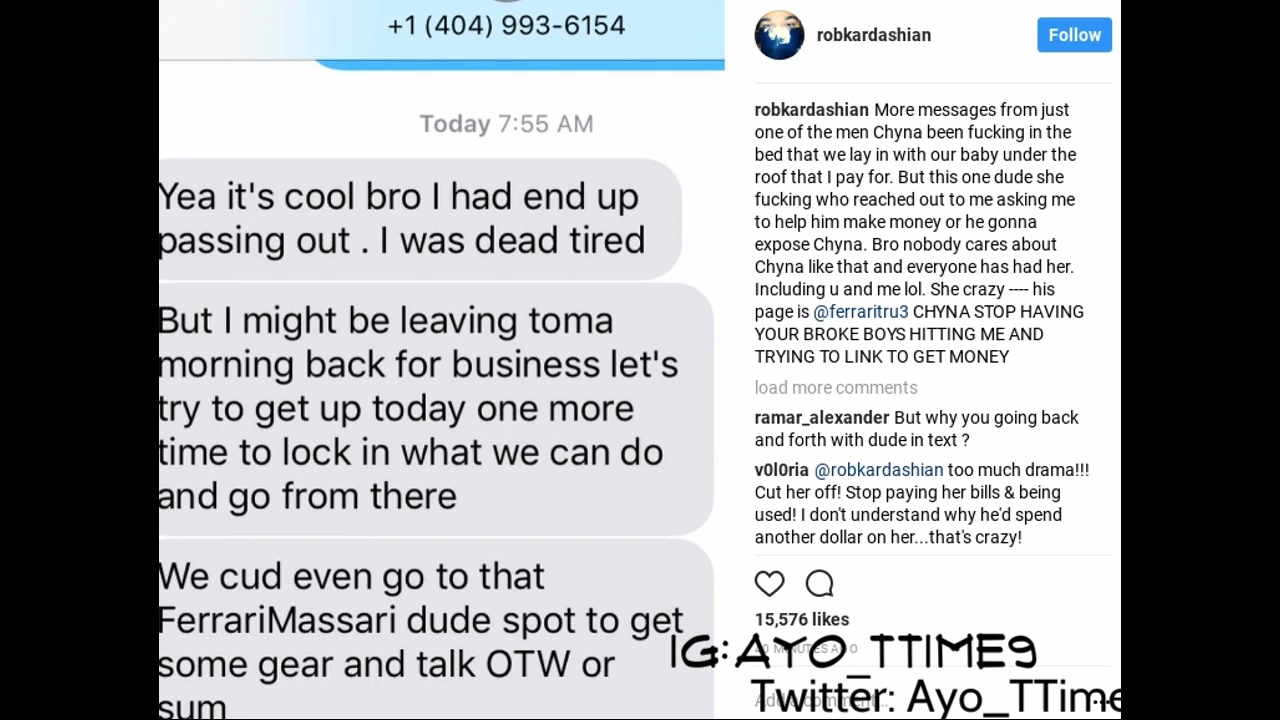 +1 (404) 993-6154
Today 7:55 AM
Yea it's cool bro I had end up
passing out . I was dead tired
But I might be leaving toma
morning back for business let's
try to get up today one more
time to lock in what we can do
and go from there
We cud even go to that
FerrariMassari dude spot to get
some gear and talk OTW or
sum
robkardashian
Follow
robkardashian More messages from just
one of the men Chyna been fucking in the
bed that we lay in with our baby under the
roof that I pay for. But this one dude she
fucking who reached out to me asking me
to help him make money or he gonna
expose Chyna. Bro nobody cares about
Chyna like that and everyone has had her.
Including u and me lol. She crazy ---- his
page is @ferraritru3 CHYNA STOP HAVING
YOUR BROKE BOYS HITTING ME AND
TRYING TO LINK TO GET MONEY
load more comments
ramar_alexander But why you going back
and forth with dude in text ?
v0l0ria @robkardashian too much drama!!!
Cut her off! Stop paying her bills & being
used! I don't understand why he'd spend
another dollar on her...that's crazy!
15,576 likes
MINUTES AGO
IG:AYO_TTIME9
Twitter: Ayo_TTime